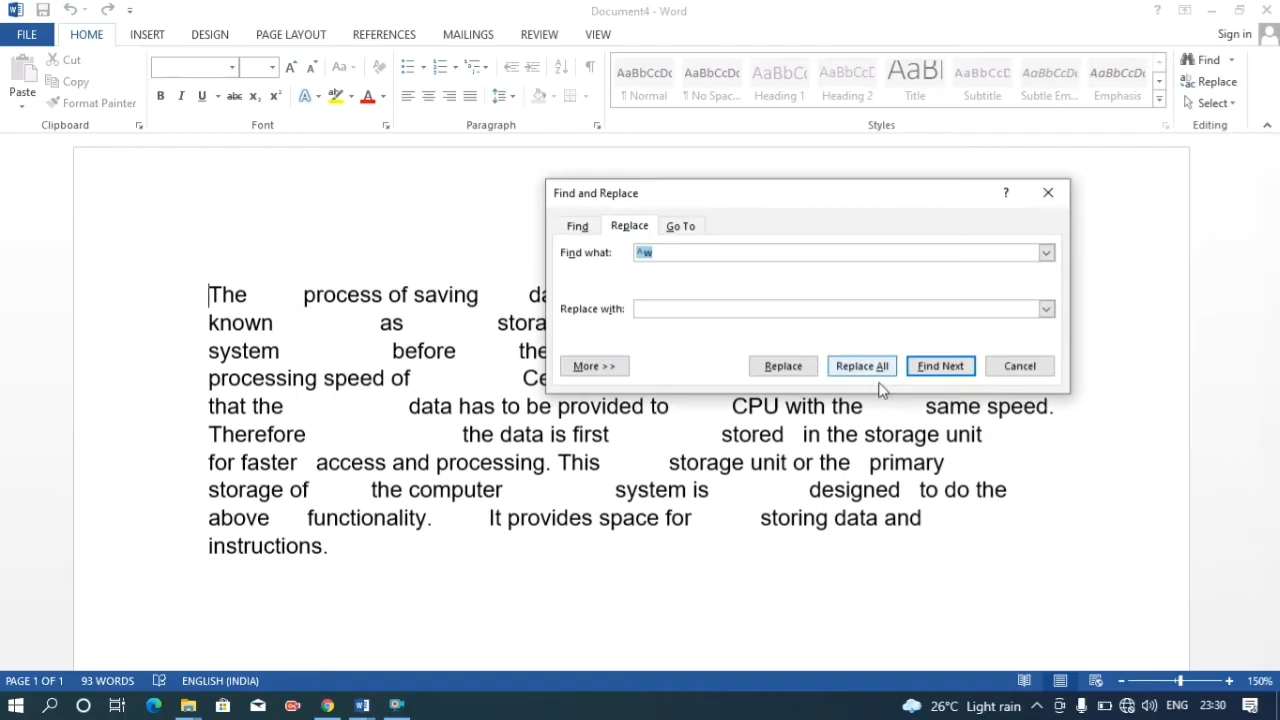 Document4 - Word
FILE HOME INSERT DESIGN PAGE LAYOUT REFERENCES MAILINGS REVIEW VIEW Sign in
Paste
Cut
Copy
Format Painter
Clipboard
Font
Paragraph
AaBbCcDc AaBbCcDc AaBbC( AaBbCcC AaBl AaBbCcC AaBbCcDc AaBbCcDc
¶ Normal ¶ No Spac... Heading 1 Heading 2 Title Subtitle Subtle Em... Emphasis
Styles
Find
Replace
Select
Editing
Find and Replace
Find Replace Go To
Find what: ^w
Replace with:
More >> Replace Replace All Find Next Cancel
The process of saving
known as
system before
processing speed of
that the data has to be provided to CPU with the same speed.
Therefore the data is first stored in the storage unit
for faster access and processing. This storage unit or the primary
storage of the computer system is designed to do the
above functionality. It provides space for storing data and
instructions.
PAGE 1 OF 1 93 WORDS ENGLISH (INDIA) 150%
26°C Light rain ENG 23:30